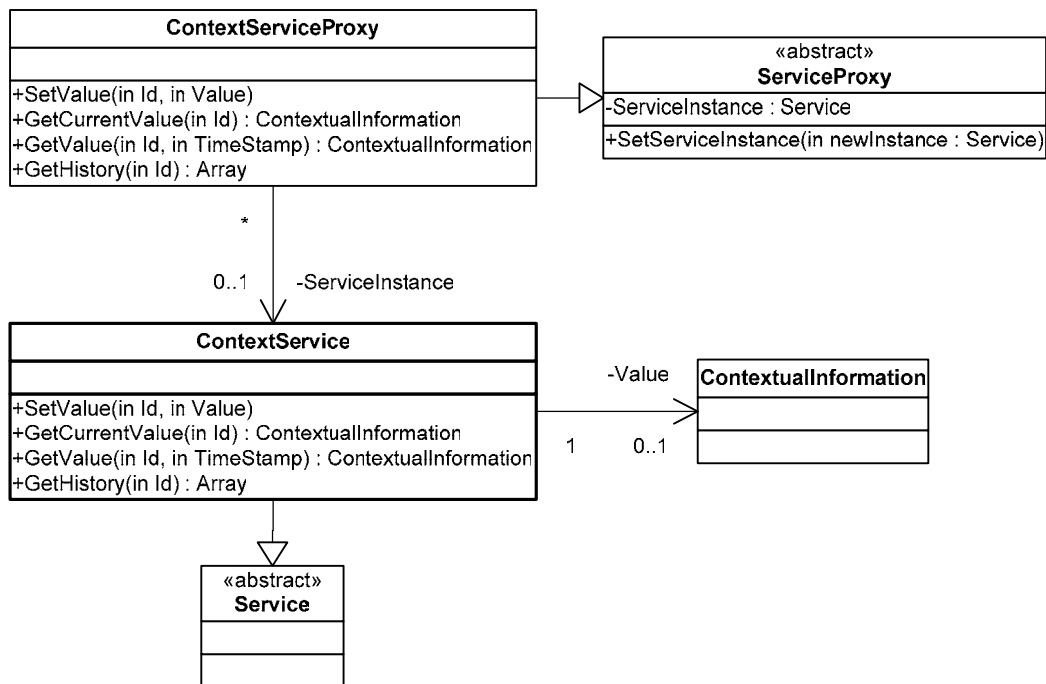 ContextServiceProxy
+SetValue(in Id, in Value)
+GetCurrentValue(in Id) : ContextualInformation
+GetValue(in Id, in TimeStamp) : ContextualInformation
+GetHistory(in Id) : Array
«abstract»
ServiceProxy
-ServiceInstance : Service
+SetServiceInstance(in newInstance : Service)
*
0..1
-ServiceInstance
ContextService
+SetValue(in Id, in Value)
+GetCurrentValue(in Id) : ContextualInformation
+GetValue(in Id, in TimeStamp) : ContextualInformation
+GetHistory(in Id) : Array
-Value
1
0..1
ContextualInformation
«abstract»
Service